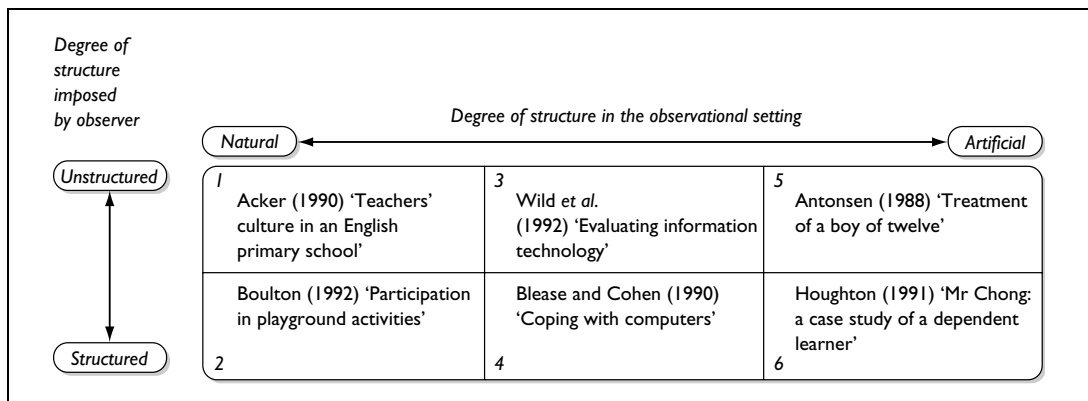 Degree of
structure
imposed
by observer
Degree of structure in the observational setting
Natural
Artificial
Unstructured
1
Acker (1990) ‘Teachers’
culture in an English
primary school’
3
Wild et al.
(1992) ‘Evaluating information
technology’
5
Antonsen (1988) ‘Treatment
of a boy of twelve’
Boulton (1992) ‘Participation
in playground activities’
2
Blease and Cohen (1990)
‘Coping with computers’
4
Houghton (1991) ‘Mr Chong:
a case study of a dependent
learner’
6
Structured